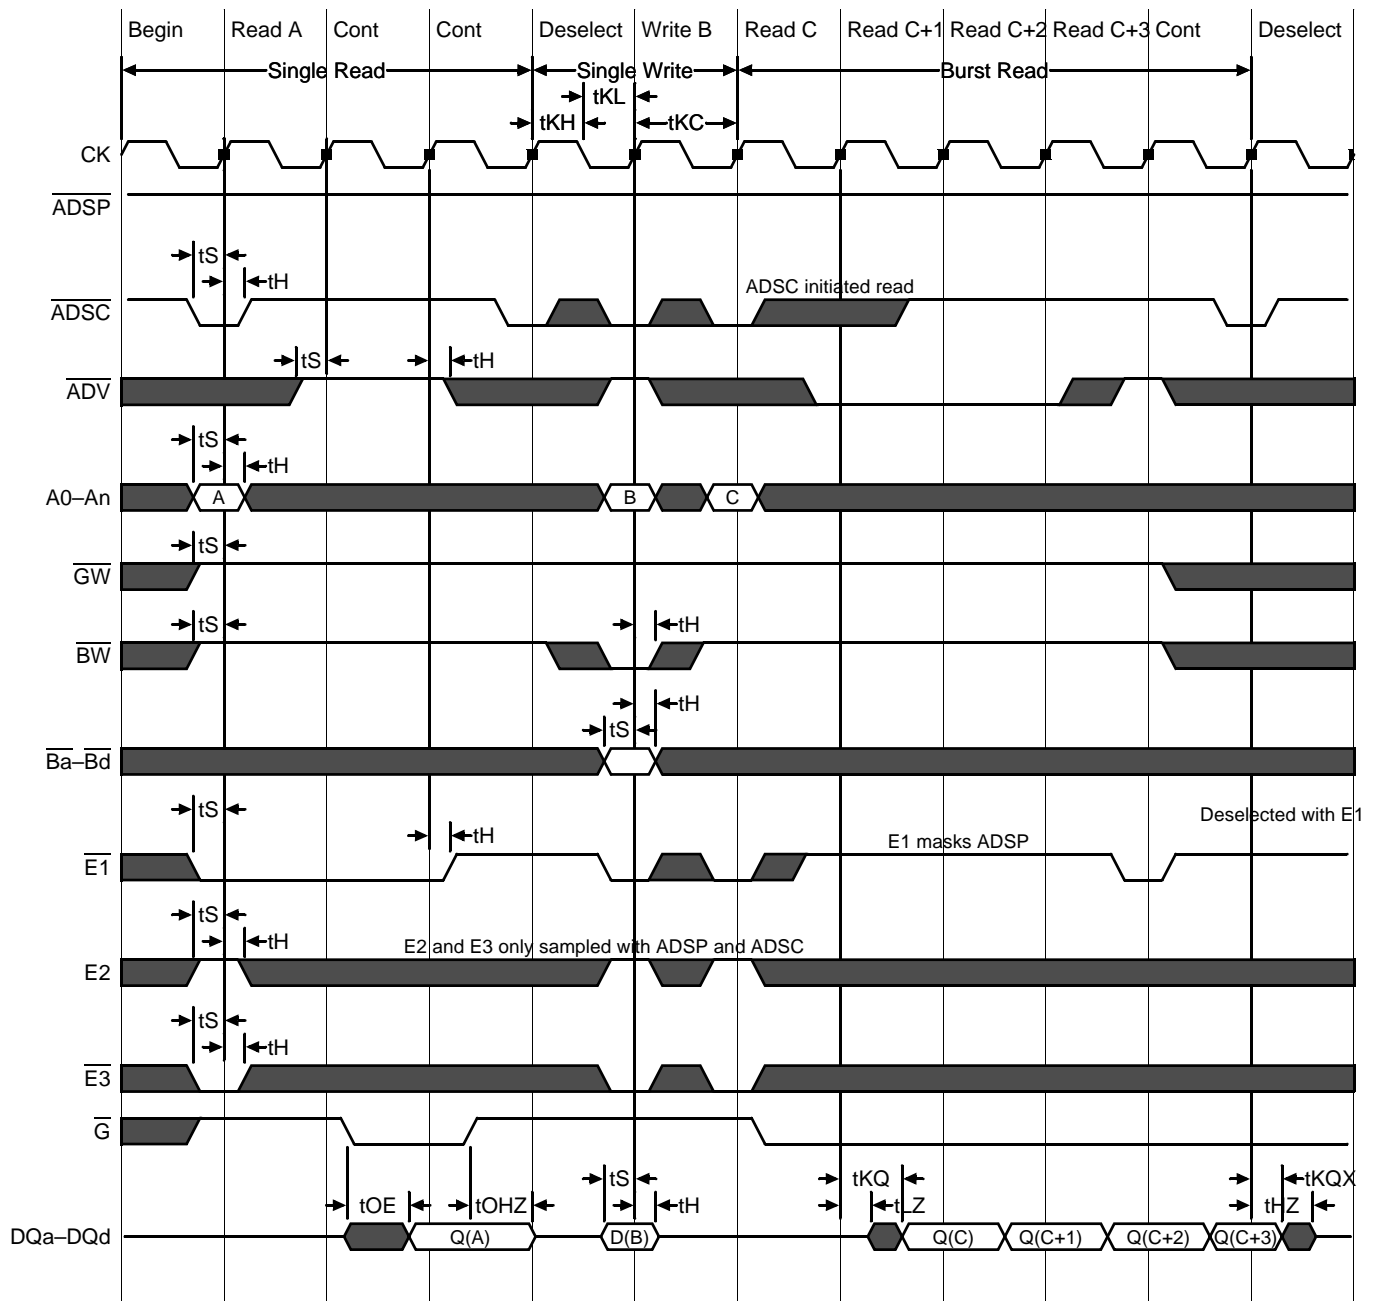 Begin Read A Cont Cont Deselect Write B Read C Read C+1 Read C+2 Read C+3 Cont Deselect
Single Read Single Write Burst Read
tKL
tKH tKC
CK
ADSP
tS
tH
ADSC initiated read
ADSC
tS tH
ADV
tS
tH
A0–An A B C
tS
GW
tS tH
BW
tH
tS
Ba–Bd
tS
Deselected with E1
tH
E1 masks ADSP
E1
tS
tH
E2 and E3 only sampled with ADSP and ADSC
E2
tS
tH
E3
G
tS tKQ tKQX
tOE tOHZ tH tLZ tHZ
DQa–DQd Q(A) D(B) Q(C) Q(C+1) Q(C+2) Q(C+3)